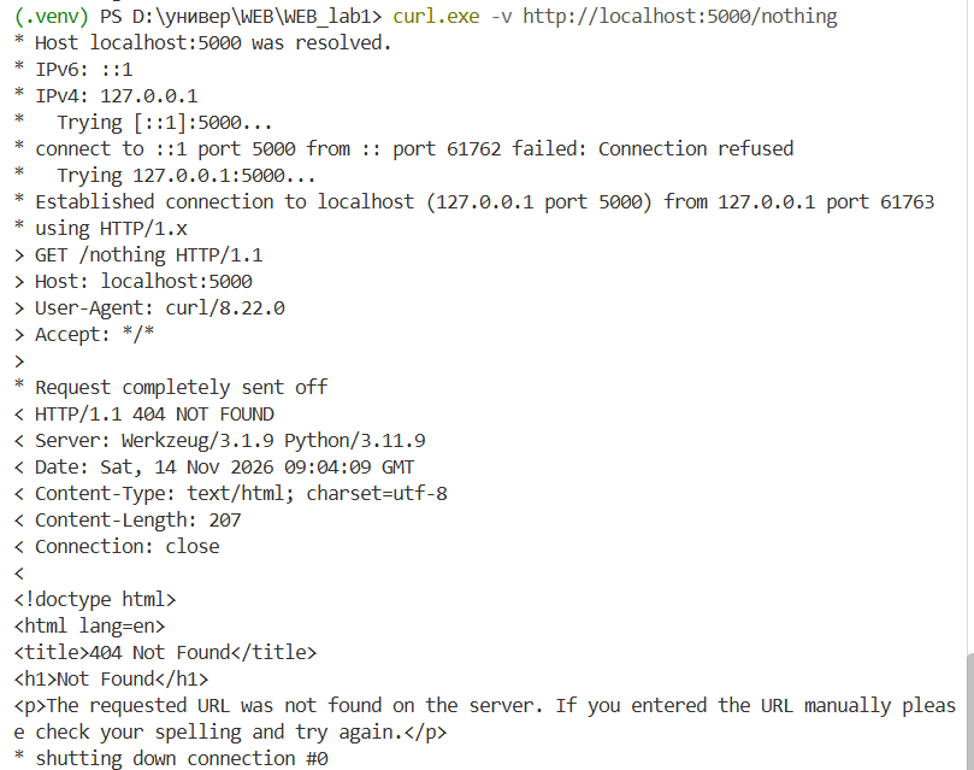 (.venv) PS D:\универ\WEB\WEB_lab1> curl.exe -v http://localhost:5000/nothing
* Host localhost:5000 was resolved.
* IPv6: ::1
* IPv4: 127.0.0.1
*   Trying [::1]:5000...
* connect to ::1 port 5000 from :: port 61762 failed: Connection refused
*   Trying 127.0.0.1:5000...
* Established connection to localhost (127.0.0.1 port 5000) from 127.0.0.1 port 61763
* using HTTP/1.x
> GET /nothing HTTP/1.1
> Host: localhost:5000
> User-Agent: curl/8.22.0
> Accept: */*
>
* Request completely sent off
< HTTP/1.1 404 NOT FOUND
< Server: Werkzeug/3.1.9 Python/3.11.9
< Date: Sat, 14 Nov 2026 09:04:09 GMT
< Content-Type: text/html; charset=utf-8
< Content-Length: 207
< Connection: close
<
<!doctype html>
<html lang=en>
<title>404 Not Found</title>
<h1>Not Found</h1>
<p>The requested URL was not found on the server. If you entered the URL manually pleas
e check your spelling and try again.</p>
* shutting down connection #0